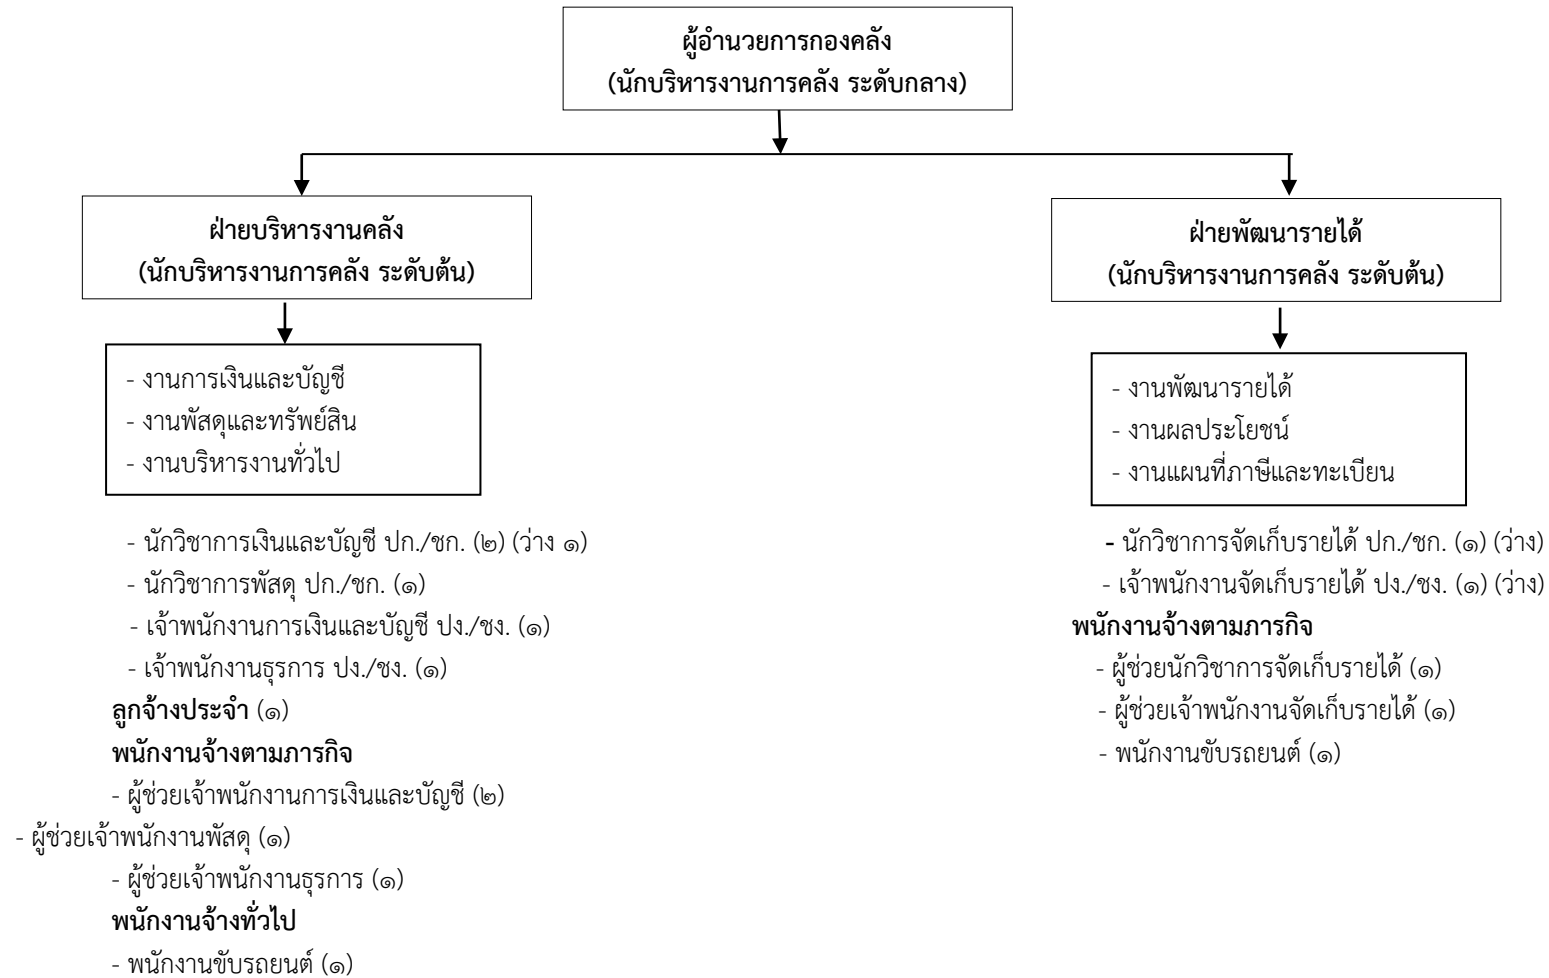 ผู้อำนวยการกองคลัง
(นักบริหารงานการคลัง ระดับกลาง)
ฝ่ายบริหารงานคลัง
(นักบริหารงานการคลัง ระดับต้น)
- งานการเงินและบัญชี
- งานพัสดุและทรัพย์สิน
- งานบริหารงานทั่วไป
- นักวิชาการเงินและบัญชี ปก./ชก. (๒) (ว่าง ๑)
- นักวิชาการพัสดุ ปก./ชก. (๑)
- เจ้าพนักงานการเงินและบัญชี ปง./ชง. (๑)
- เจ้าพนักงานธุรการ ปง./ชง. (๑)
ลูกจ้างประจำ (๑)
พนักงานจ้างตามภารกิจ
- ผู้ช่วยเจ้าพนักงานการเงินและบัญชี (๒)
- ผู้ช่วยเจ้าพนักงานพัสดุ (๑)
- ผู้ช่วยเจ้าพนักงานธุรการ (๑)
พนักงานจ้างทั่วไป
- พนักงานขับรถยนต์ (๑)
ฝ่ายพัฒนารายได้
(นักบริหารงานการคลัง ระดับต้น)
- งานพัฒนารายได้
- งานผลประโยชน์
- งานแผนที่ภาษีและทะเบียน
- นักวิชาการจัดเก็บรายได้ ปก./ชก. (๑) (ว่าง)
- เจ้าพนักงานจัดเก็บรายได้ ปง./ชง. (๑) (ว่าง)
พนักงานจ้างตามภารกิจ
- ผู้ช่วยนักวิชาการจัดเก็บรายได้ (๑)
- ผู้ช่วยเจ้าพนักงานจัดเก็บรายได้ (๑)
- พนักงานขับรถยนต์ (๑)